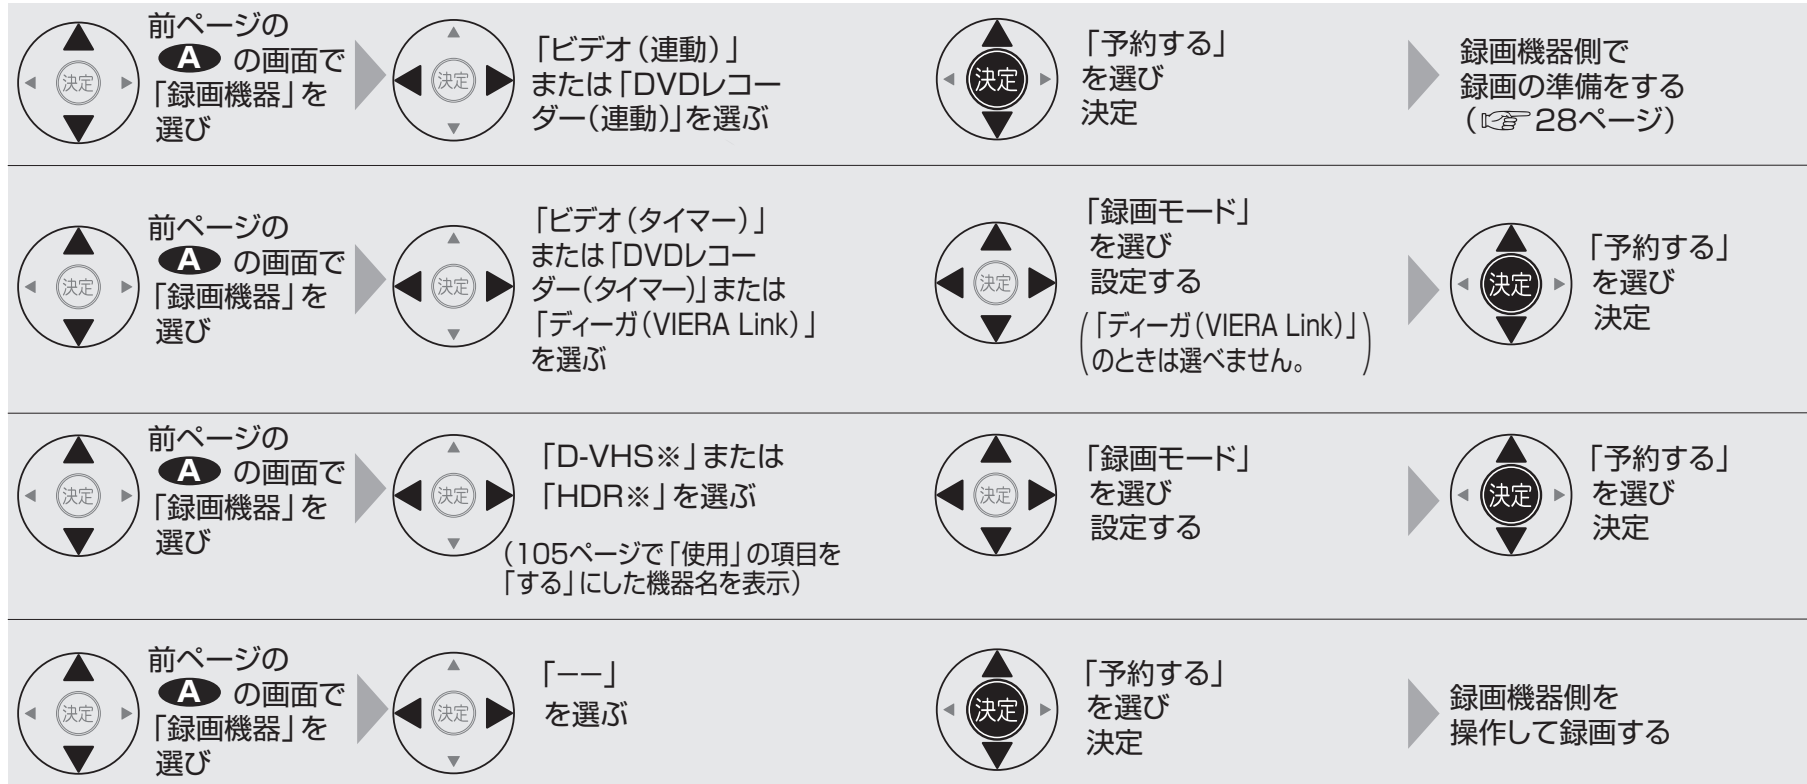 前ページの
A の画面で
「録画機器」を
選び
決定
「ビデオ(連動)」
または「DVDレコー
ダー(連動)」を選ぶ
決定
「予約する」
を選び
決定
決定
録画機器側で
録画の準備をする
(☞28ページ)
前ページの
A の画面で
「録画機器」を
選び
決定
「ビデオ(タイマー)」
または「DVDレコー
ダー(タイマー)」または
「ディーガ(VIERA Link)」
を選ぶ
決定
「録画モード」
を選び
設定する
(「ディーガ(VIERA Link)」
のときは選べません。)
決定
「予約する」
を選び
決定
決定
前ページの
A の画面で
「録画機器」を
選び
決定
「D-VHS※」または
「HDR※」を選ぶ
(105ページで「使用」の項目を
「する」にした機器名を表示)
決定
「録画モード」
を選び
設定する
決定
「予約する」
を選び
決定
決定
前ページの
A の画面で
「録画機器」を
選び
決定
「−−」
を選ぶ
決定
「予約する」
を選び
決定
決定
録画機器側を
操作して録画する